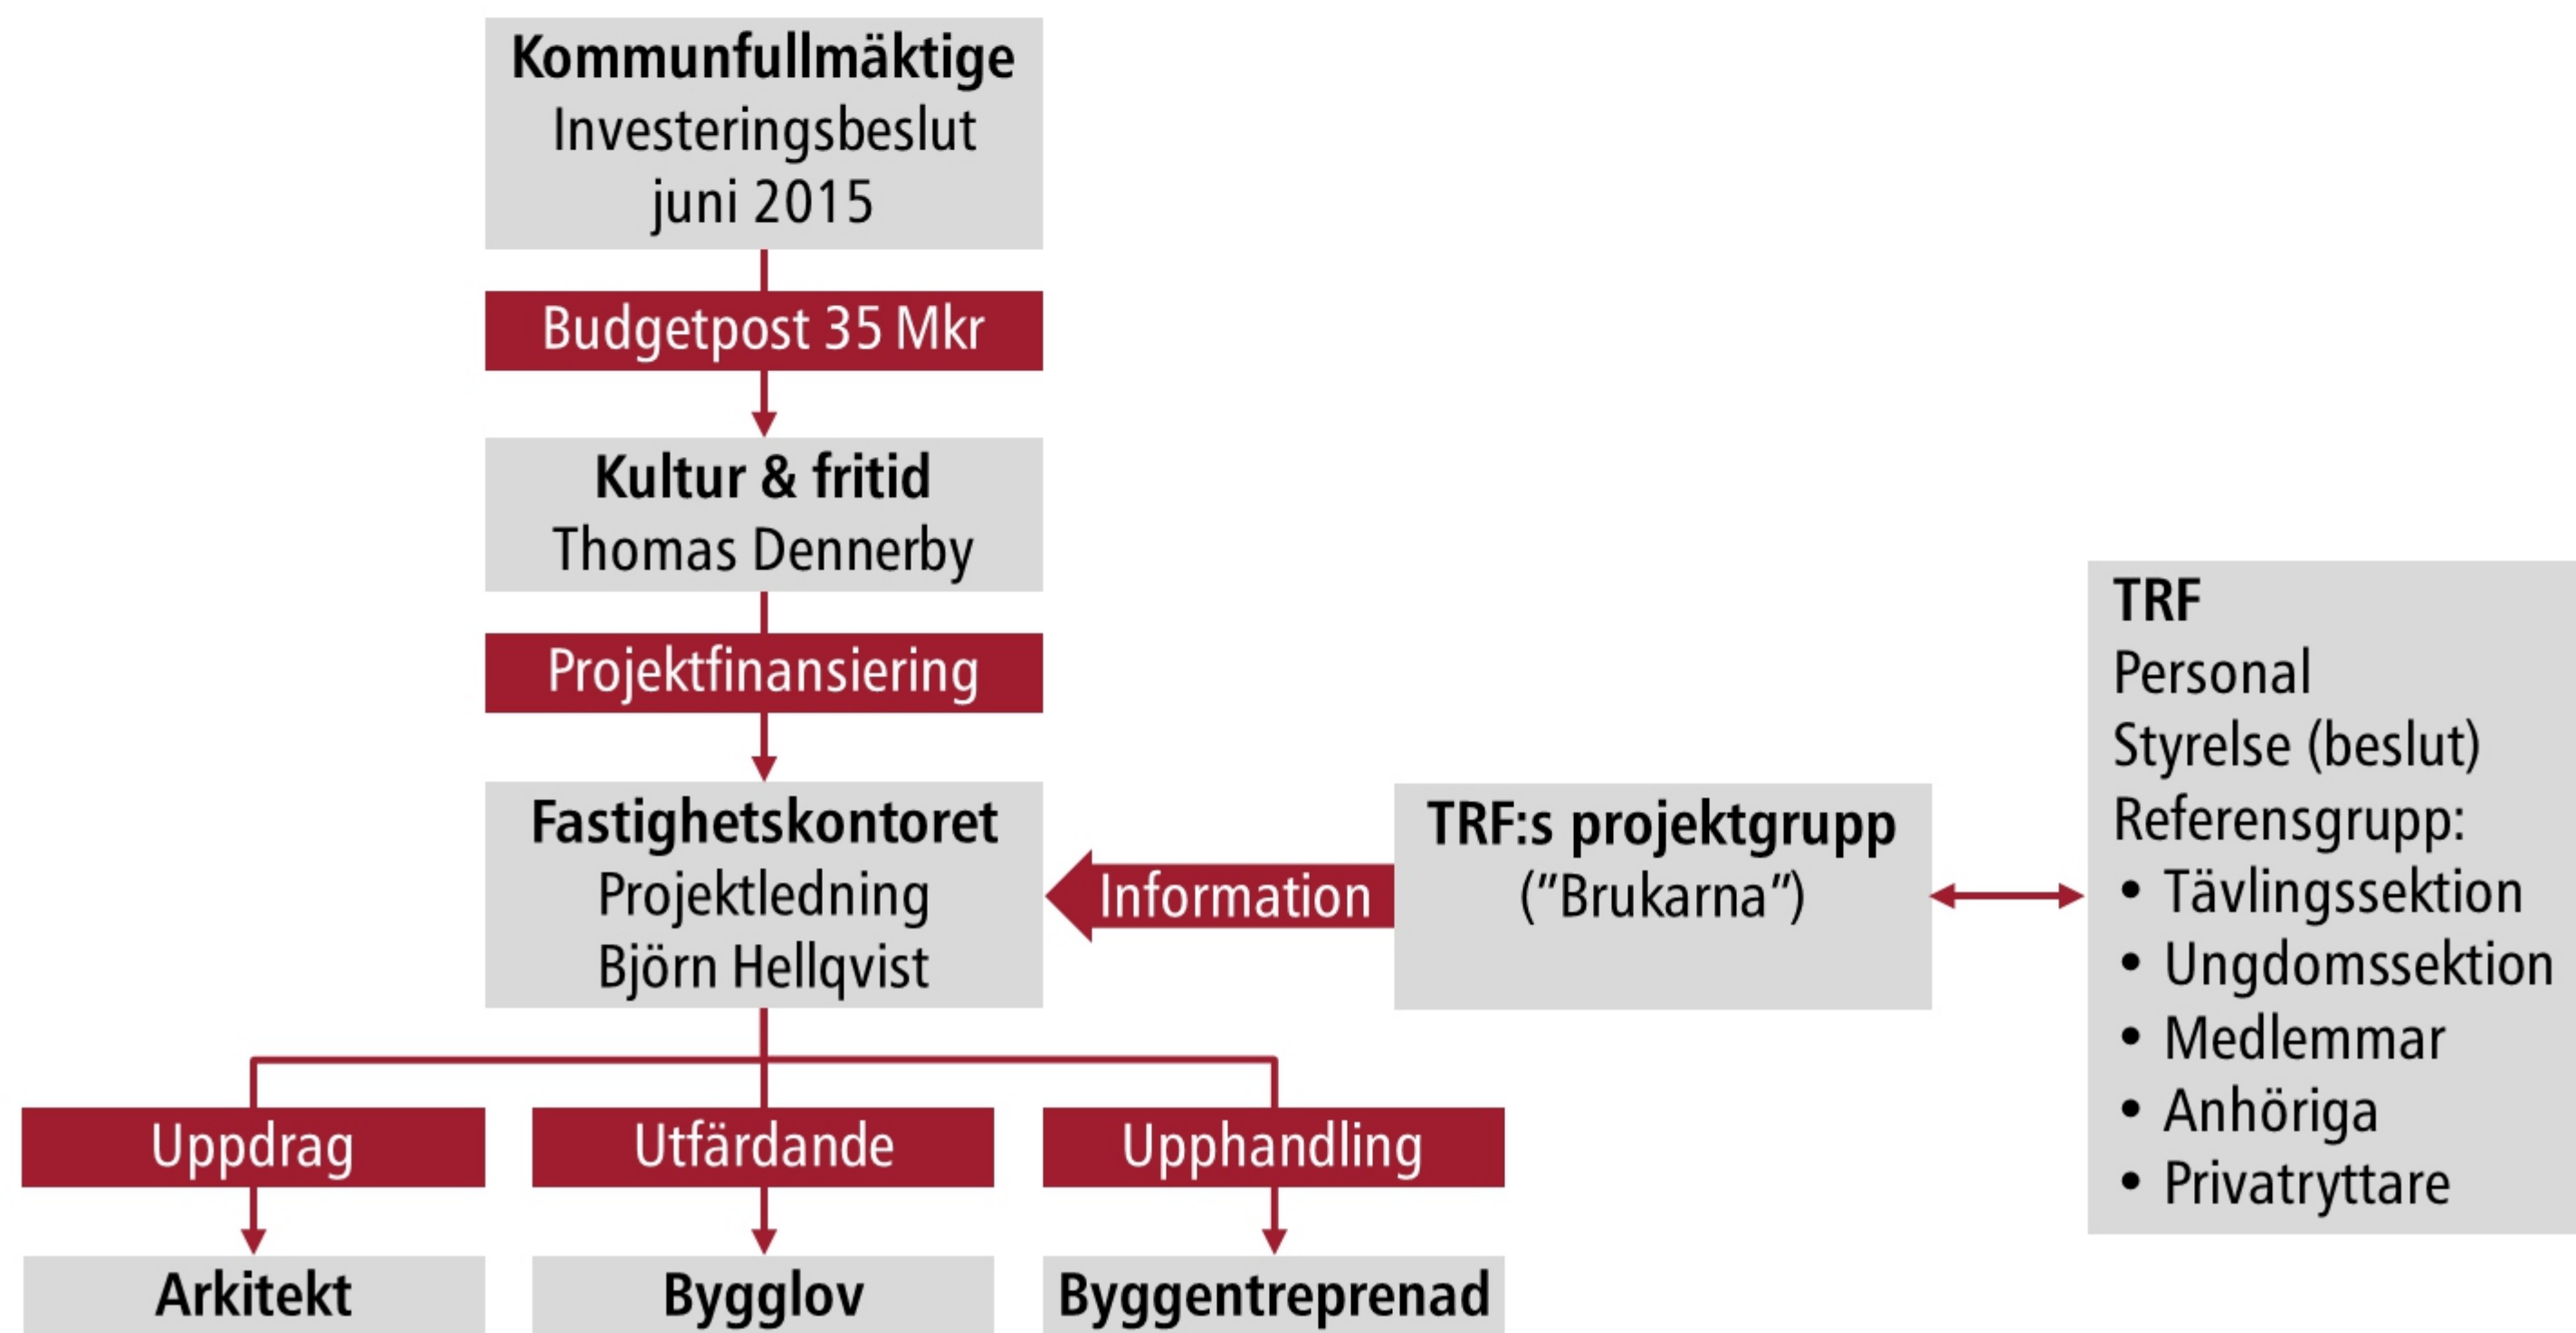 Kommunfullmäktige
Investeringsbeslut
juni 2015
Budgetpost 35 Mkr
Kultur & fritid
Thomas Dennerby
Projektfinansiering
Fastighetskontoret
Projektledning
Björn Hellqvist
Information
TRF:s projektgrupp
(”Brukarna”)
TRF
Personal
Styrelse (beslut)
Referensgrupp:
• Tävlingssektion
• Ungdomssektion
• Medlemmar
• Anhöriga
• Privatryttare
Uppdrag
Utfärdande
Upphandling
Arkitekt
Bygglov
Byggentreprenad